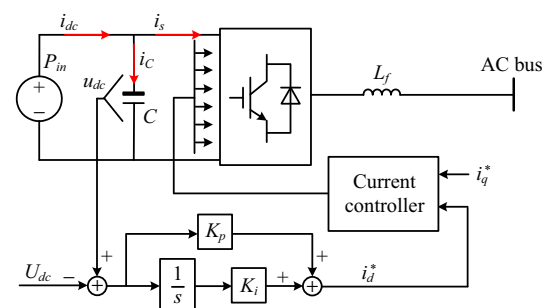 i_dc
i_s
P_in
+
−
u_dc
i_C
C
L_f
AC bus
Current
controller
i_q^*
K_p
+
+
U_dc
−
+
1/s
K_i
+
i_d^*